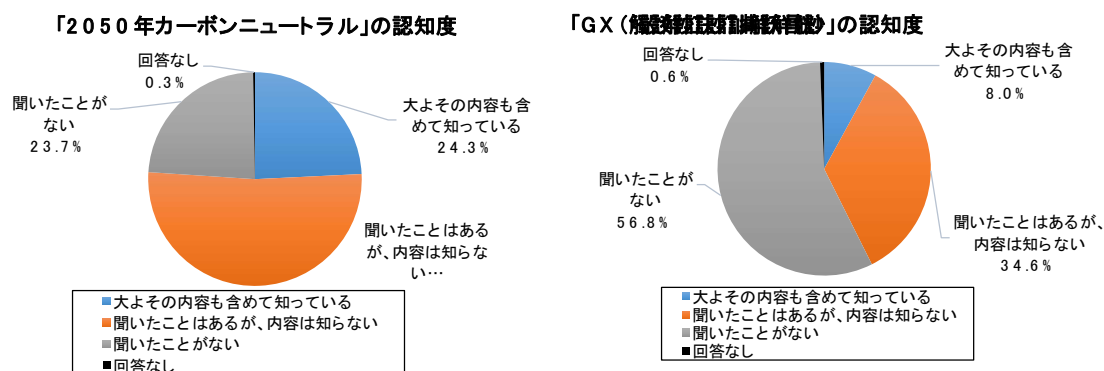 「2050年カーボンニュートラル」の認知度
回答なし
0.3%
聞いたことが
ない
23.7%
大よその内容も含
めて知っている
24.3%
聞いたことはある
が、内容は知らな
い…
■大よその内容も含めて知っている
■聞いたことはあるが、内容は知らない
■聞いたことがない
■回答なし
「GX(」の認知度
回答なし
0.6%
大よその内容も含
めて知っている
8.0%
聞いたことが
ない
56.8%
聞いたことはあるが、
内容は知らない
34.6%
■大よその内容も含めて知っている
■聞いたことはあるが、内容は知らない
■聞いたことがない
■回答なし